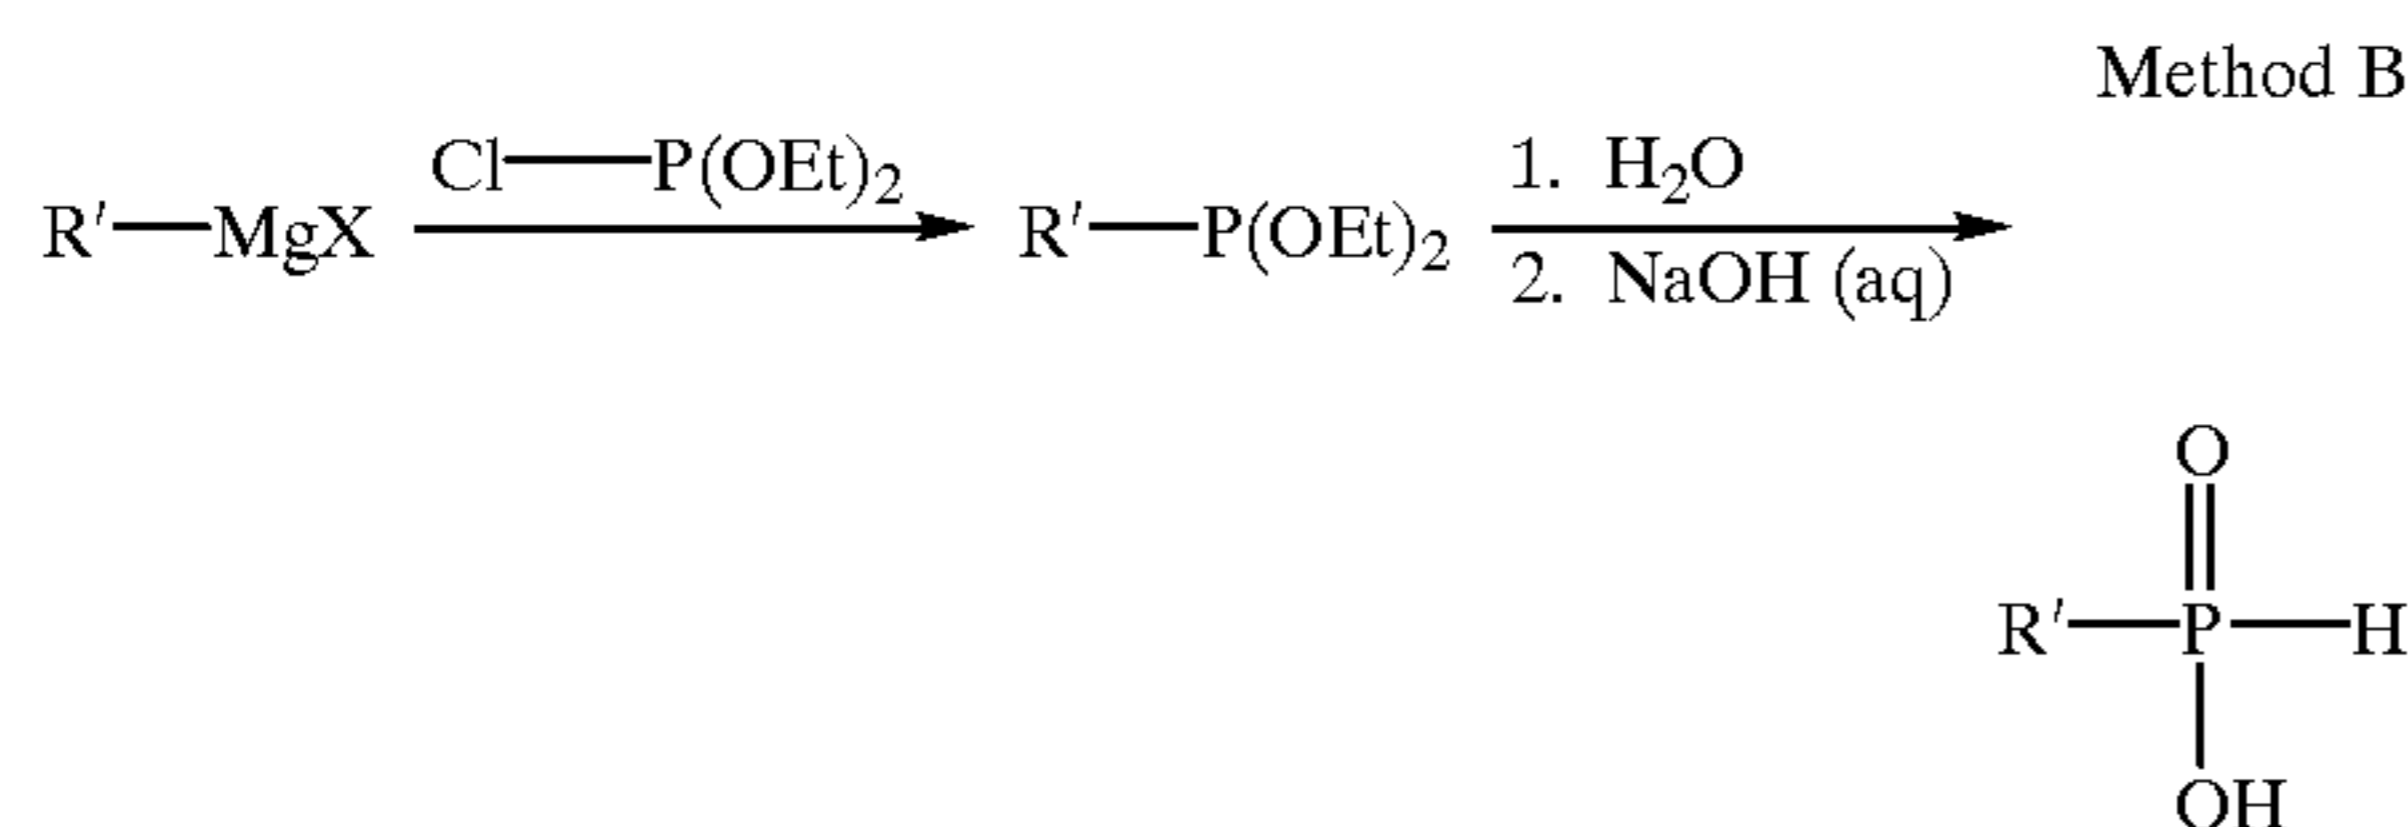 Method B
Cl—P(OEt)₂
1. H₂O
R′—MgX
R′—P(OEt)₂
2. NaOH (aq)
O
R′—P—H
OH